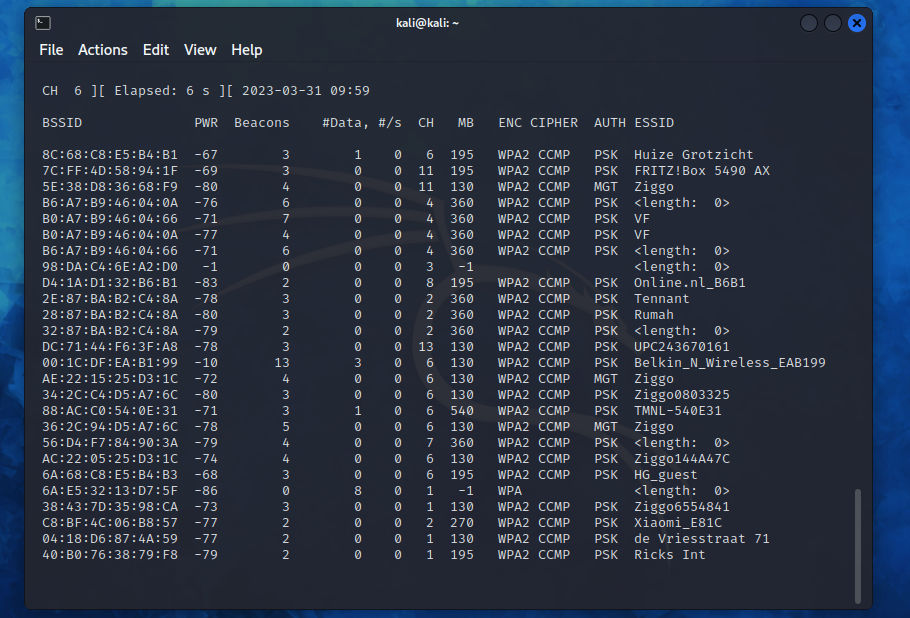 kali@kali: ~
File Actions Edit View Help
CH  6 ][ Elapsed: 6 s ][ 2023-03-31 09:59
BSSID              PWR  Beacons    #Data, #/s  CH   MB   ENC CIPHER  AUTH ESSID
8C:68:C8:E5:B4:B1  -67        3        1    0   6  195   WPA2 CCMP   PSK  Huize Grotzicht
7C:FF:4D:58:94:1F  -69        3        0    0  11  195   WPA2 CCMP   PSK  FRITZ!Box 5490 AX
5E:38:D8:36:68:F9  -80        4        0    0  11  130   WPA2 CCMP   MGT  Ziggo
B6:A7:B9:46:04:0A  -76        6        0    0   4  360   WPA2 CCMP   PSK  <length:  0>
B0:A7:B9:46:04:66  -71        7        0    0   4  360   WPA2 CCMP   PSK  VF
B0:A7:B9:46:04:0A  -77        4        0    0   4  360   WPA2 CCMP   PSK  VF
B6:A7:B9:46:04:66  -71        6        0    0   4  360   WPA2 CCMP   PSK  <length:  0>
98:DA:C4:6E:A2:D0   -1        0        0    0   3   -1                    <length:  0>
D4:1A:D1:32:B6:B1  -83        2        0    0   8  195   WPA2 CCMP   PSK  Online.nl_B6B1
2E:87:BA:B2:C4:8A  -78        3        0    0   2  360   WPA2 CCMP   PSK  Tennant
28:87:BA:B2:C4:8A  -80        3        0    0   2  360   WPA2 CCMP   PSK  Rumah
32:87:BA:B2:C4:8A  -79        2        0    0   2  360   WPA2 CCMP   PSK  <length:  0>
DC:71:44:F6:3F:A8  -78        3        0    0  13  130   WPA2 CCMP   PSK  UPC243670161
00:1C:DF:EA:B1:99  -10       13        3    0   6  130   WPA2 CCMP   PSK  Belkin_N_Wireless_EAB199
AE:22:15:25:D3:1C  -72        4        0    0   6  130   WPA2 CCMP   MGT  Ziggo
34:2C:C4:D5:A7:6C  -80        3        0    0   6  130   WPA2 CCMP   PSK  Ziggo0803325
88:AC:C0:54:0E:31  -71        3        1    0   6  540   WPA2 CCMP   PSK  TMNL-540E31
36:2C:94:D5:A7:6C  -78        5        0    0   6  130   WPA2 CCMP   MGT  Ziggo
56:D4:F7:84:90:3A  -79        4        0    0   7  360   WPA2 CCMP   PSK  <length:  0>
AC:22:05:25:D3:1C  -74        4        0    0   6  130   WPA2 CCMP   PSK  Ziggo144A47C
6A:68:C8:E5:B4:B3  -68        3        0    0   6  195   WPA2 CCMP   PSK  HG_guest
6A:E5:32:13:D7:5F  -86        0        8    0   1   -1   WPA              <length:  0>
38:43:7D:35:98:CA  -73        3        0    0   1  130   WPA2 CCMP   PSK  Ziggo6554841
C8:BF:4C:06:B8:57  -77        2        0    0   2  270   WPA2 CCMP   PSK  Xiaomi_E81C
04:18:D6:87:4A:59  -77        2        0    0   1  130   WPA2 CCMP   PSK  de Vriesstraat 71
40:B0:76:38:79:F8  -79        2        0    0   1  195   WPA2 CCMP   PSK  Ricks Int